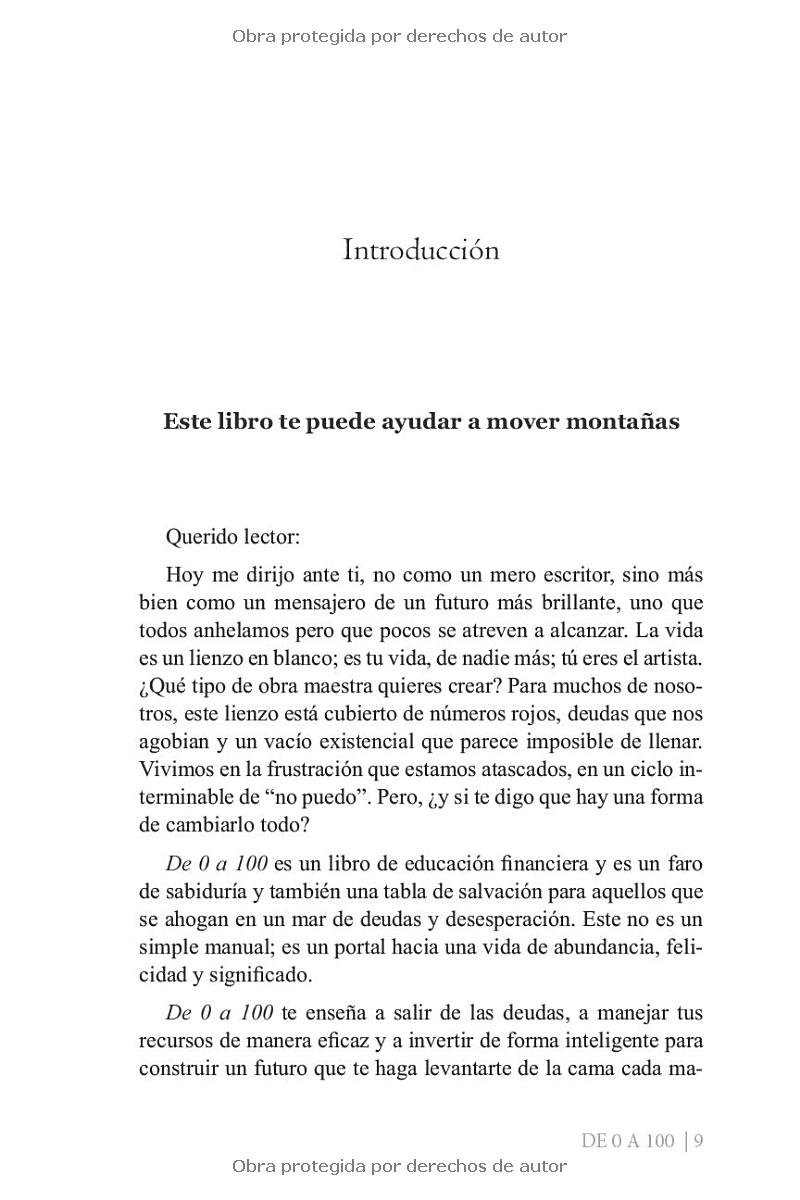 Obra protegida por derechos de autor
Introducción
Este libro te puede ayudar a mover montañas
Querido lector:
Hoy me dirijo ante ti, no como un mero escritor, sino más
bien como un mensajero de un futuro más brillante, uno que
todos anhelamos pero que pocos se atreven a alcanzar. La vida
es un lienzo en blanco; es tu vida, de nadie más; tú eres el artista.
¿Qué tipo de obra maestra quieres crear? Para muchos de noso-
tros, este lienzo está cubierto de números rojos, deudas que nos
agobian y un vacío existencial que parece imposible de llenar.
Vivimos en la frustración que estamos atascados, en un ciclo in-
terminable de “no puedo”. Pero, ¿y si te digo que hay una forma
de cambiarlo todo?
De 0 a 100 es un libro de educación financiera y es un faro
de sabiduría y también una tabla de salvación para aquellos que
se ahogan en un mar de deudas y desesperación. Este no es un
simple manual; es un portal hacia una vida de abundancia, feli-
cidad y significado.
De 0 a 100 te enseña a salir de las deudas, a manejar tus
recursos de manera eficaz y a invertir de forma inteligente para
construir un futuro que te haga levantarte de la cama cada ma-
DE 0 A 100 | 9
Obra protegida por derechos de autor